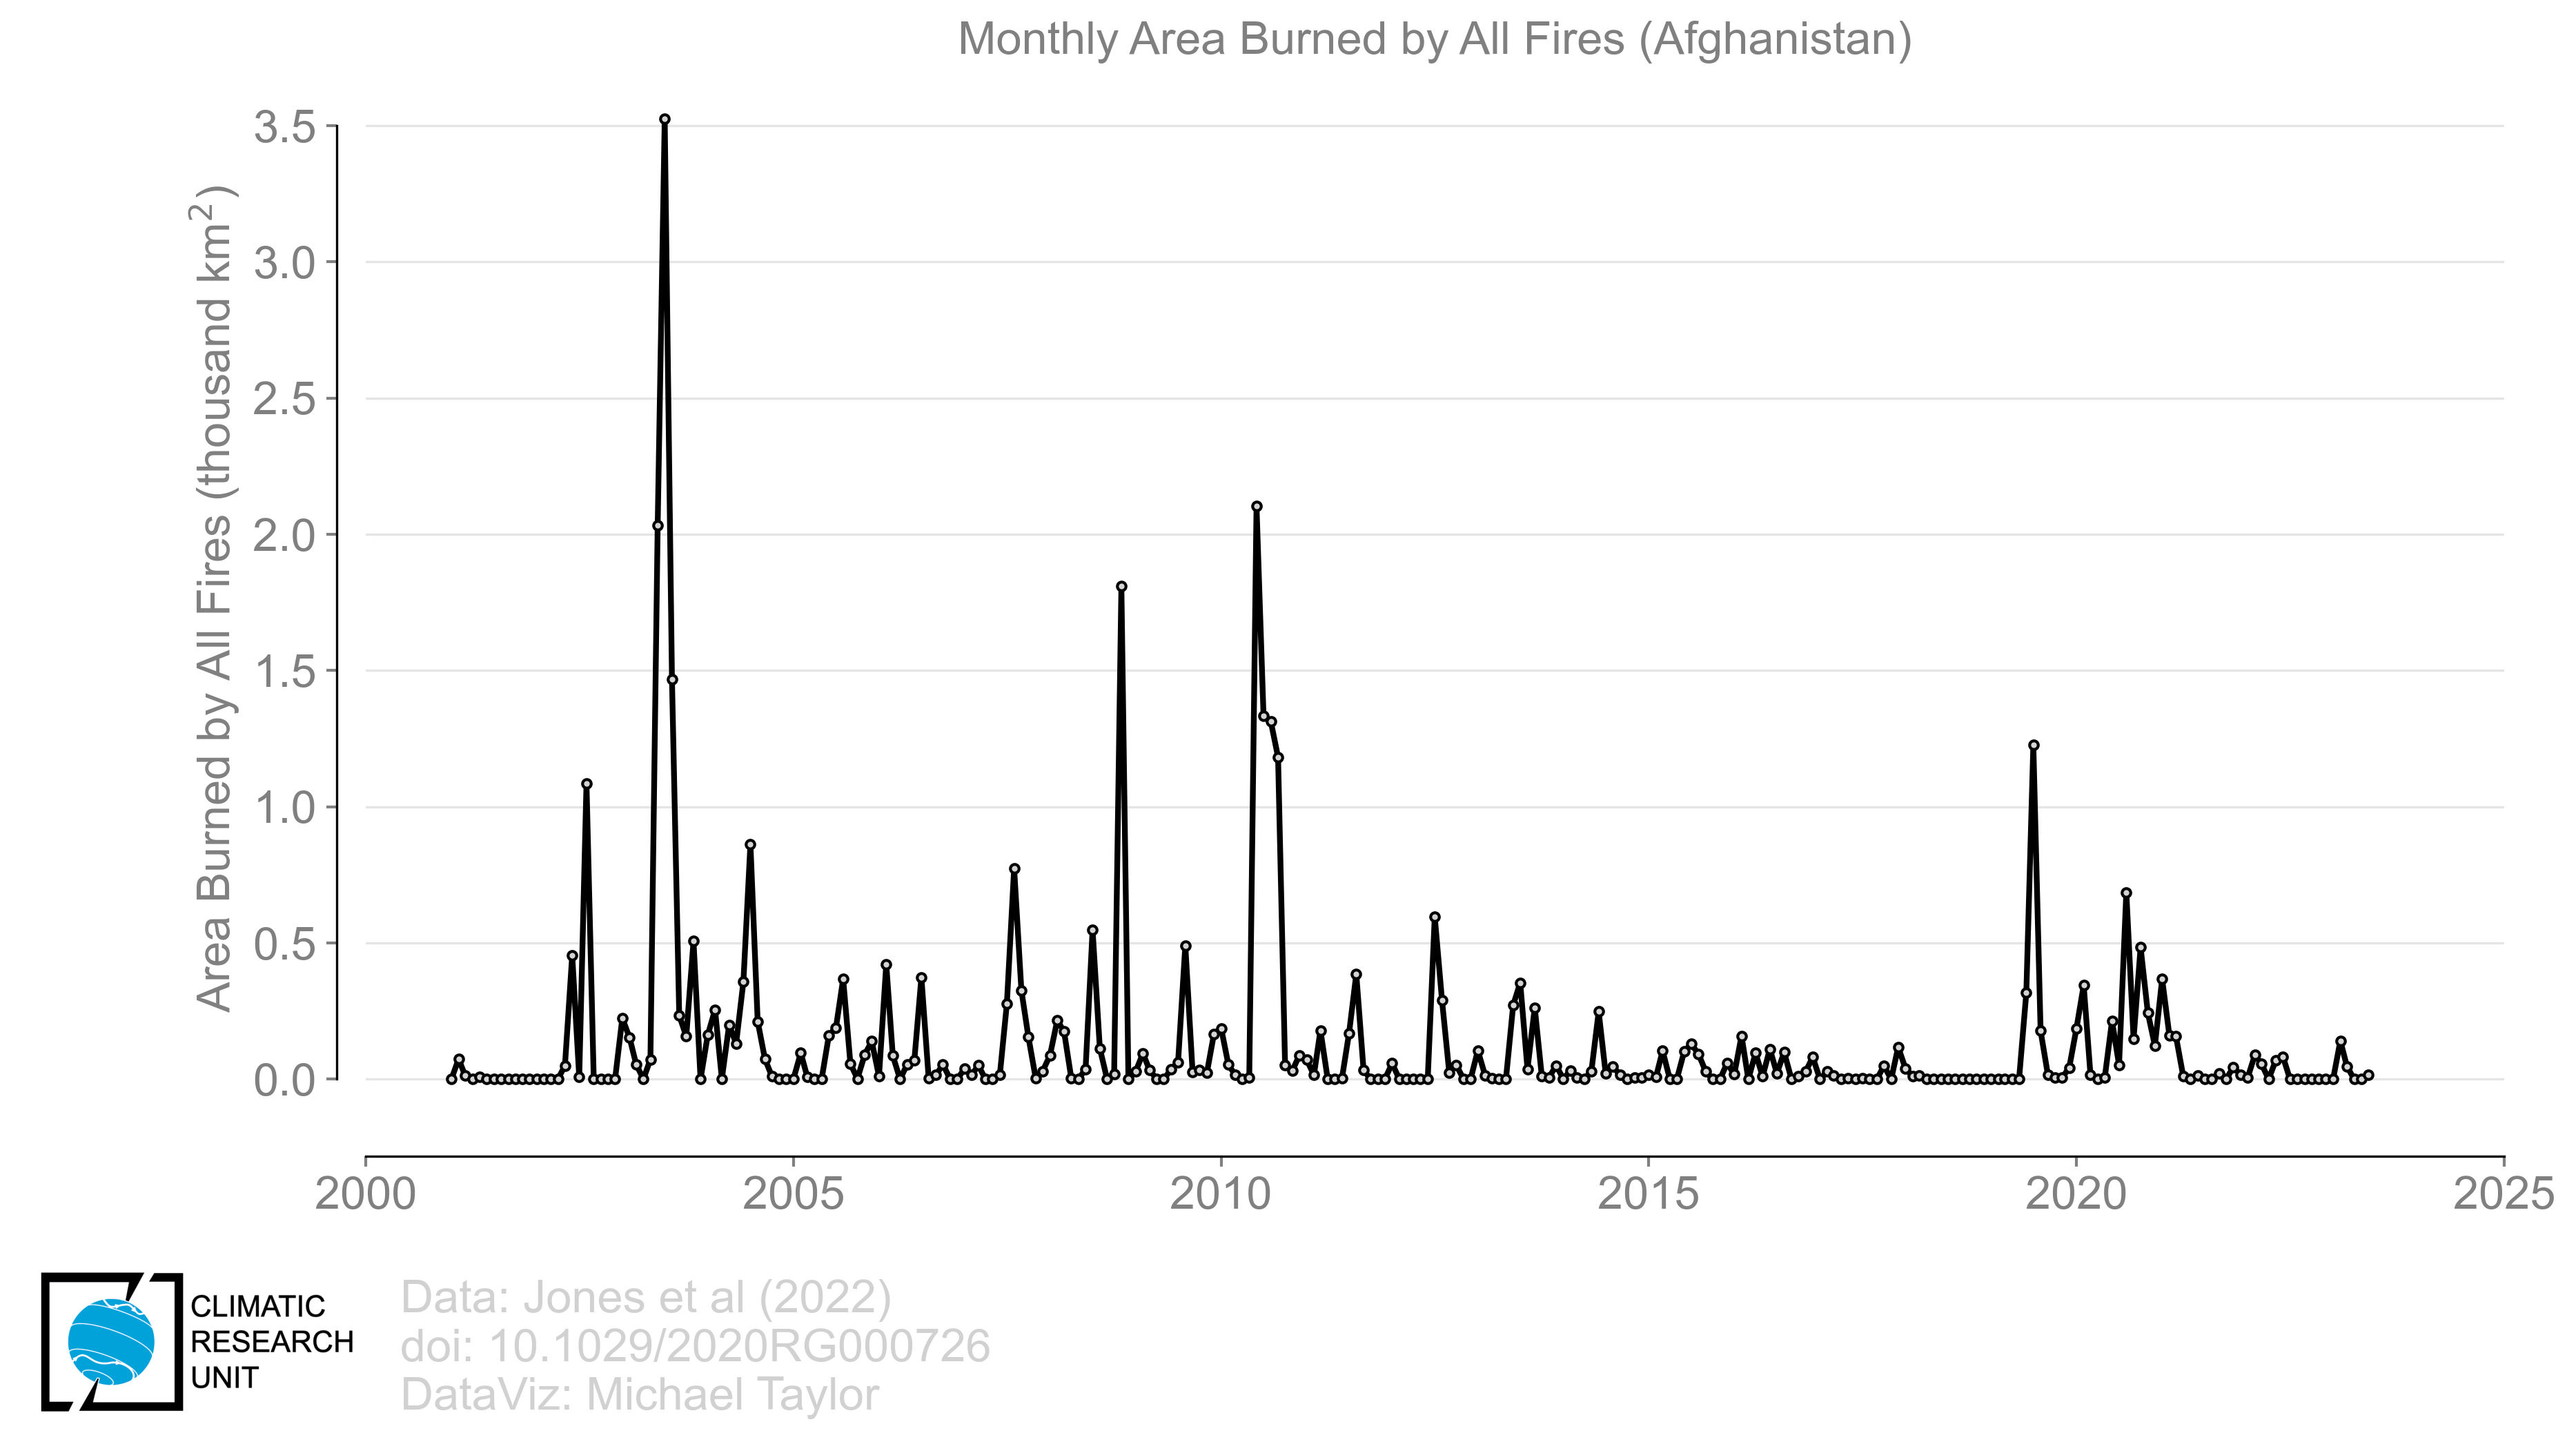 Monthly Area Burned by All Fires (Afghanistan)
Area Burned by All Fires (thousand km²)
3.5
3.0
2.5
2.0
1.5
1.0
0.5
0.0
2000 2005 2010 2015 2020 2025
CLIMATIC
RESEARCH
UNIT
Data: Jones et al (2022)
doi: 10.1029/2020RG000726
DataViz: Michael Taylor